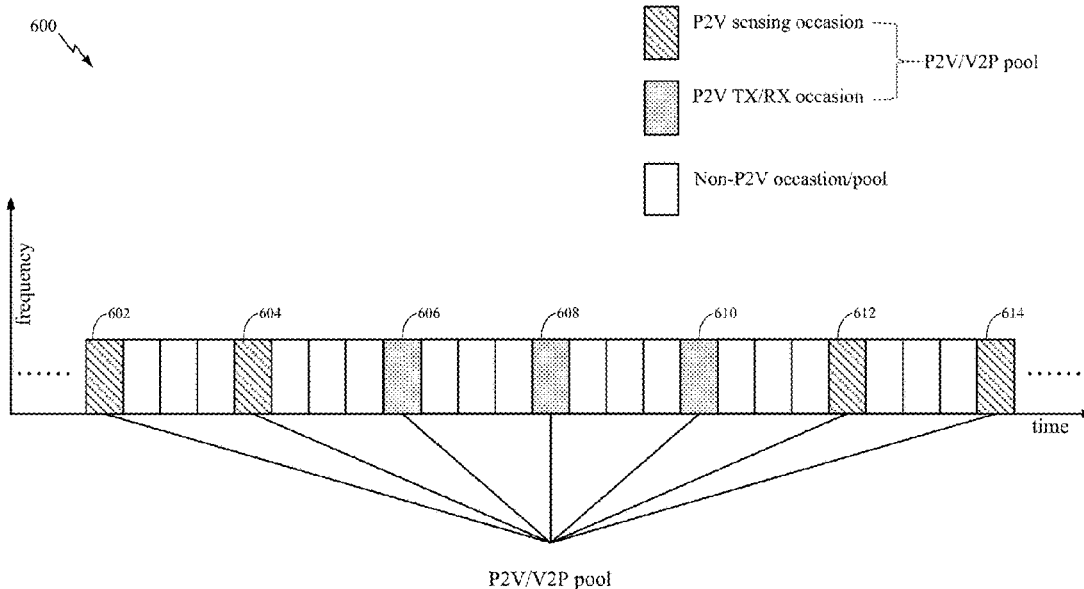 600
P2V sensing occasion
P2V/V2P pool
P2V TX/RX occasion
Non-P2V occastion/pool
frequency
602
604
606
608
610
612
614
......
......
time
P2V/V2P pool